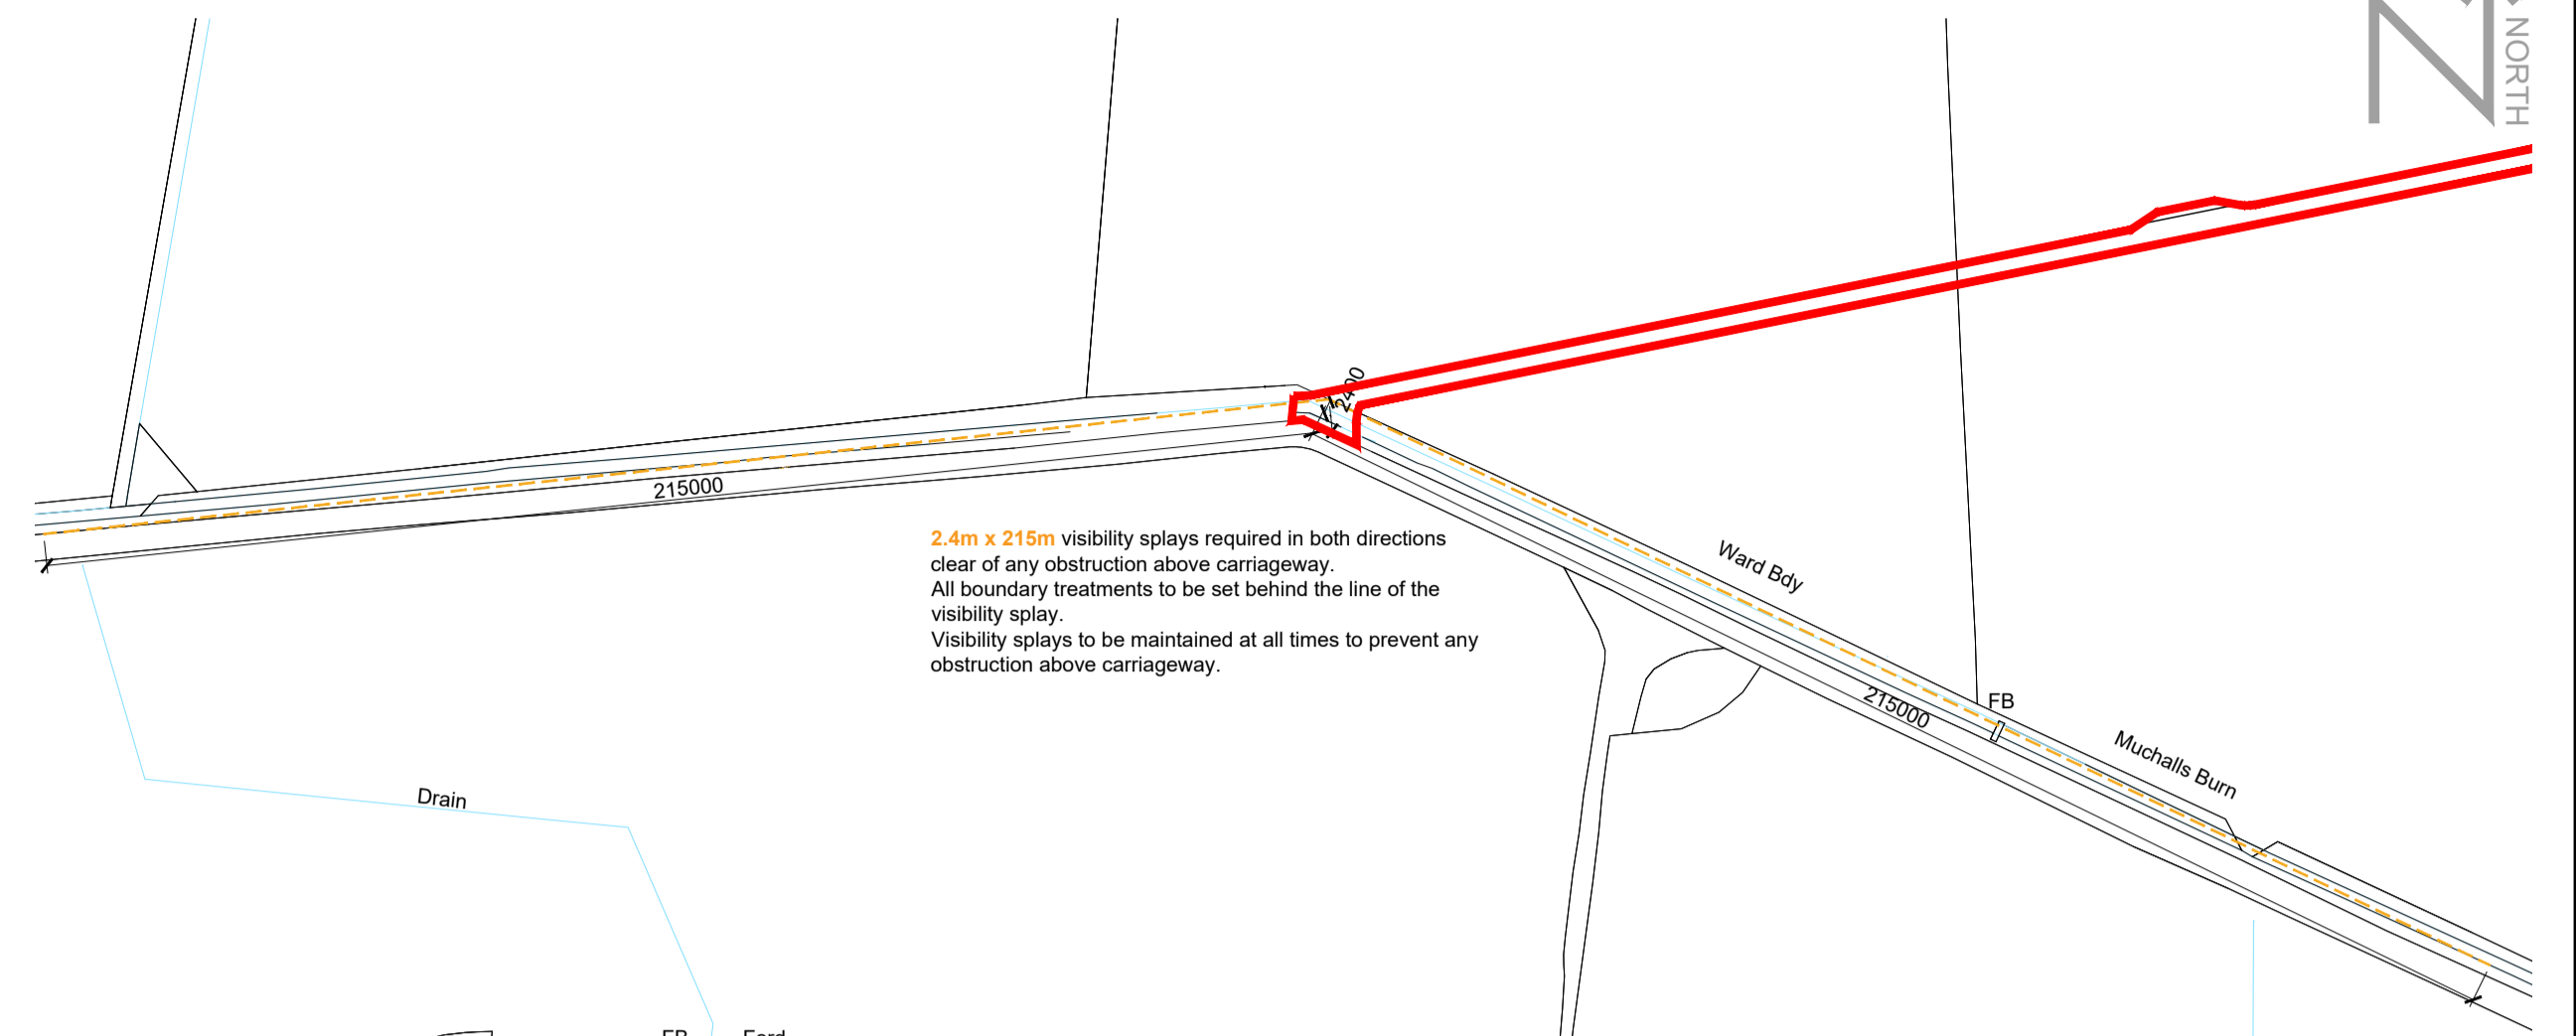 N
NORTH
2400
215000
2.4m x 215m visibility splays required in both directions
clear of any obstruction above carriageway.
All boundary treatments to be set behind the line of the
visibility splay.
Visibility splays to be maintained at all times to prevent any
obstruction above carriageway.
Ward Bdy
215000
FB
Muchalls Burn
Drain
FB
Ford